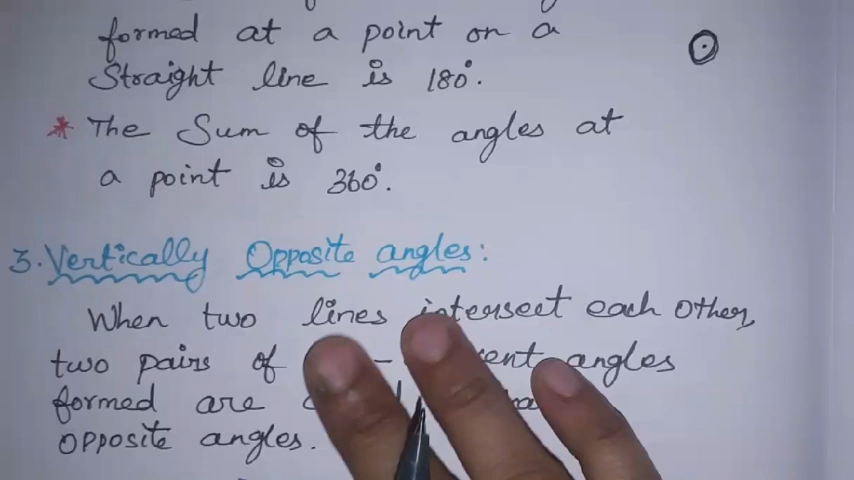 formed at a point on a
Straight line is 180°.
* The Sum of the angles at
a point is 360°.
3. Vertically Opposite angles:
When two lines intersect each other,
two pairs of angles
formed are
opposite angles.